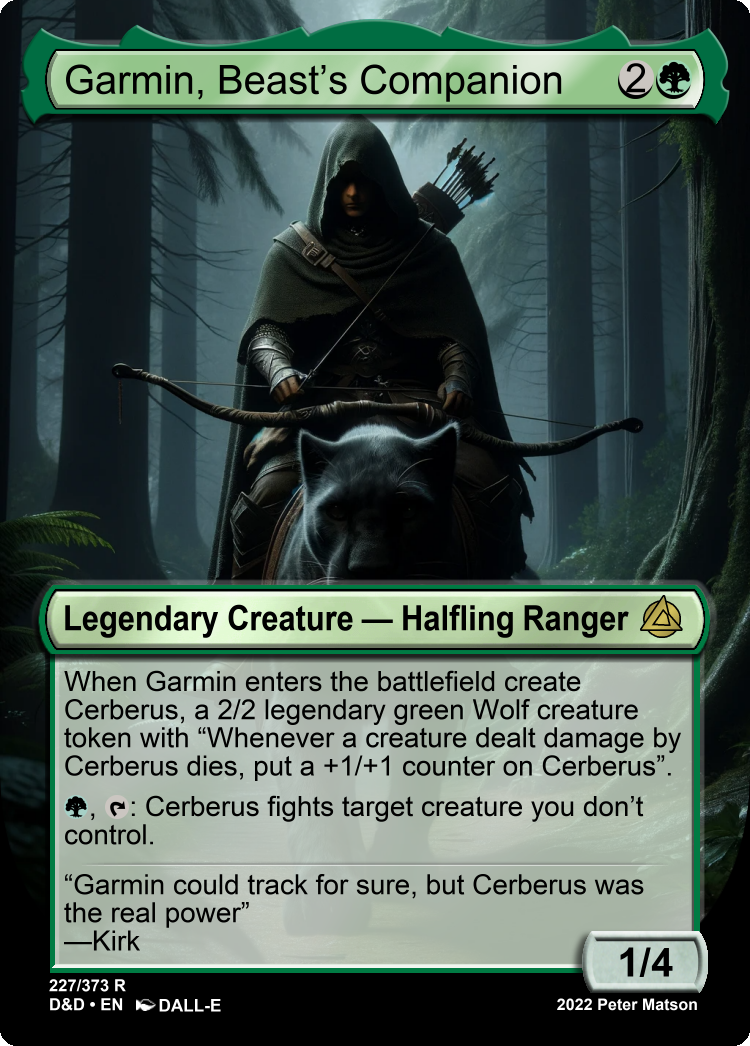 Garmin, Beast’s Companion 2
Legendary Creature — Halfling Ranger
When Garmin enters the battlefield create
Cerberus, a 2/2 legendary green Wolf creature
token with “Whenever a creature dealt damage by
Cerberus dies, put a +1/+1 counter on Cerberus”.
, : Cerberus fights target creature you don’t
control.
“Garmin could track for sure, but Cerberus was
the real power”
—Kirk
1/4
227/373 R
D&D • EN DALL-E
2022 Peter Matson